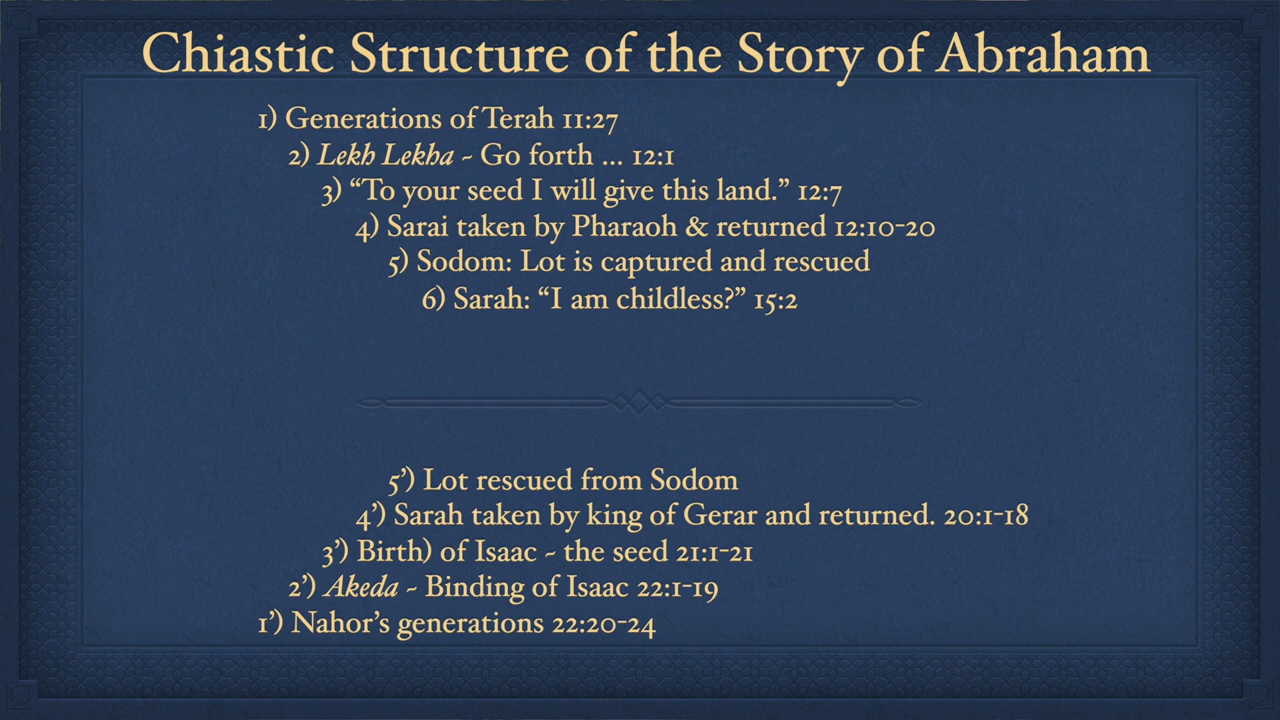 Chiastic Structure of the Story of Abraham
1) Generations of Terah 11:27
2) Lekh Lekha ~ Go forth ... 12:1
3) “To your seed I will give this land.” 12:7
4) Sarai taken by Pharaoh & returned 12:10-20
5) Sodom: Lot is captured and rescued
6) Sarah: “I am childless?” 15:2
5’) Lot rescued from Sodom
4’) Sarah taken by king of Gerar and returned. 20:1-18
3’) Birth) of Isaac ~ the seed 21:1-21
2’) Akeda ~ Binding of Isaac 22:1-19
1’) Nahor’s generations 22:20-24